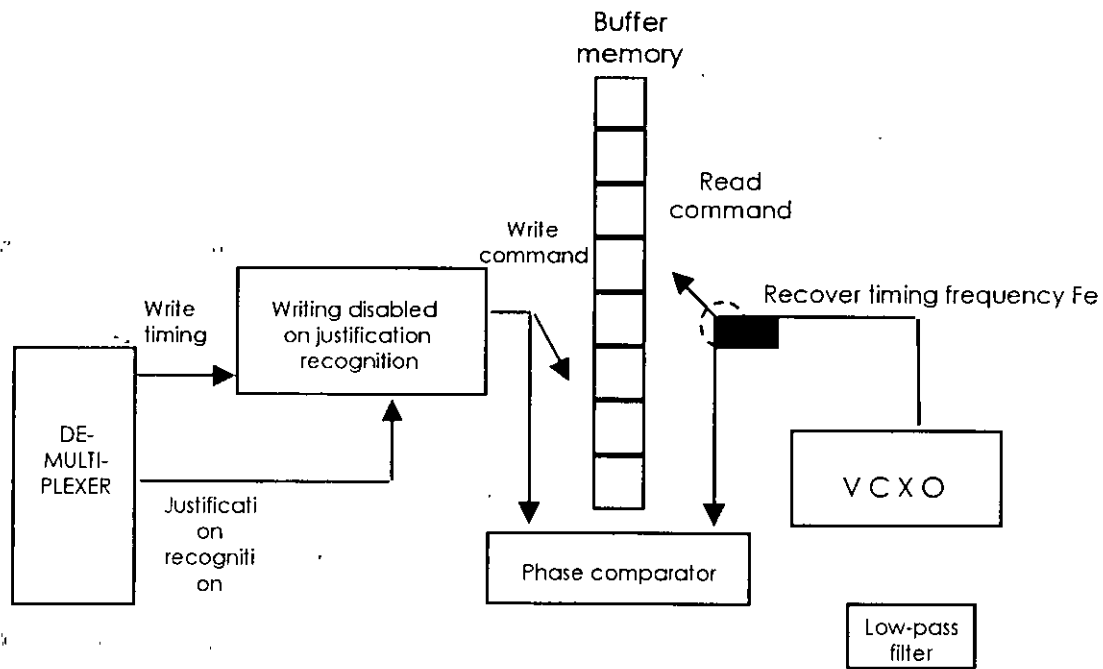 Buffer
memory
Read
command
Write
command
Recover timing frequency Fe
Write
timing
Writing disabled
on justification
recognition
DE-
MULTI-
PLEXER
V C X O
Justificati
on
recogniti
on
Phase comparator
Low-pass
filter